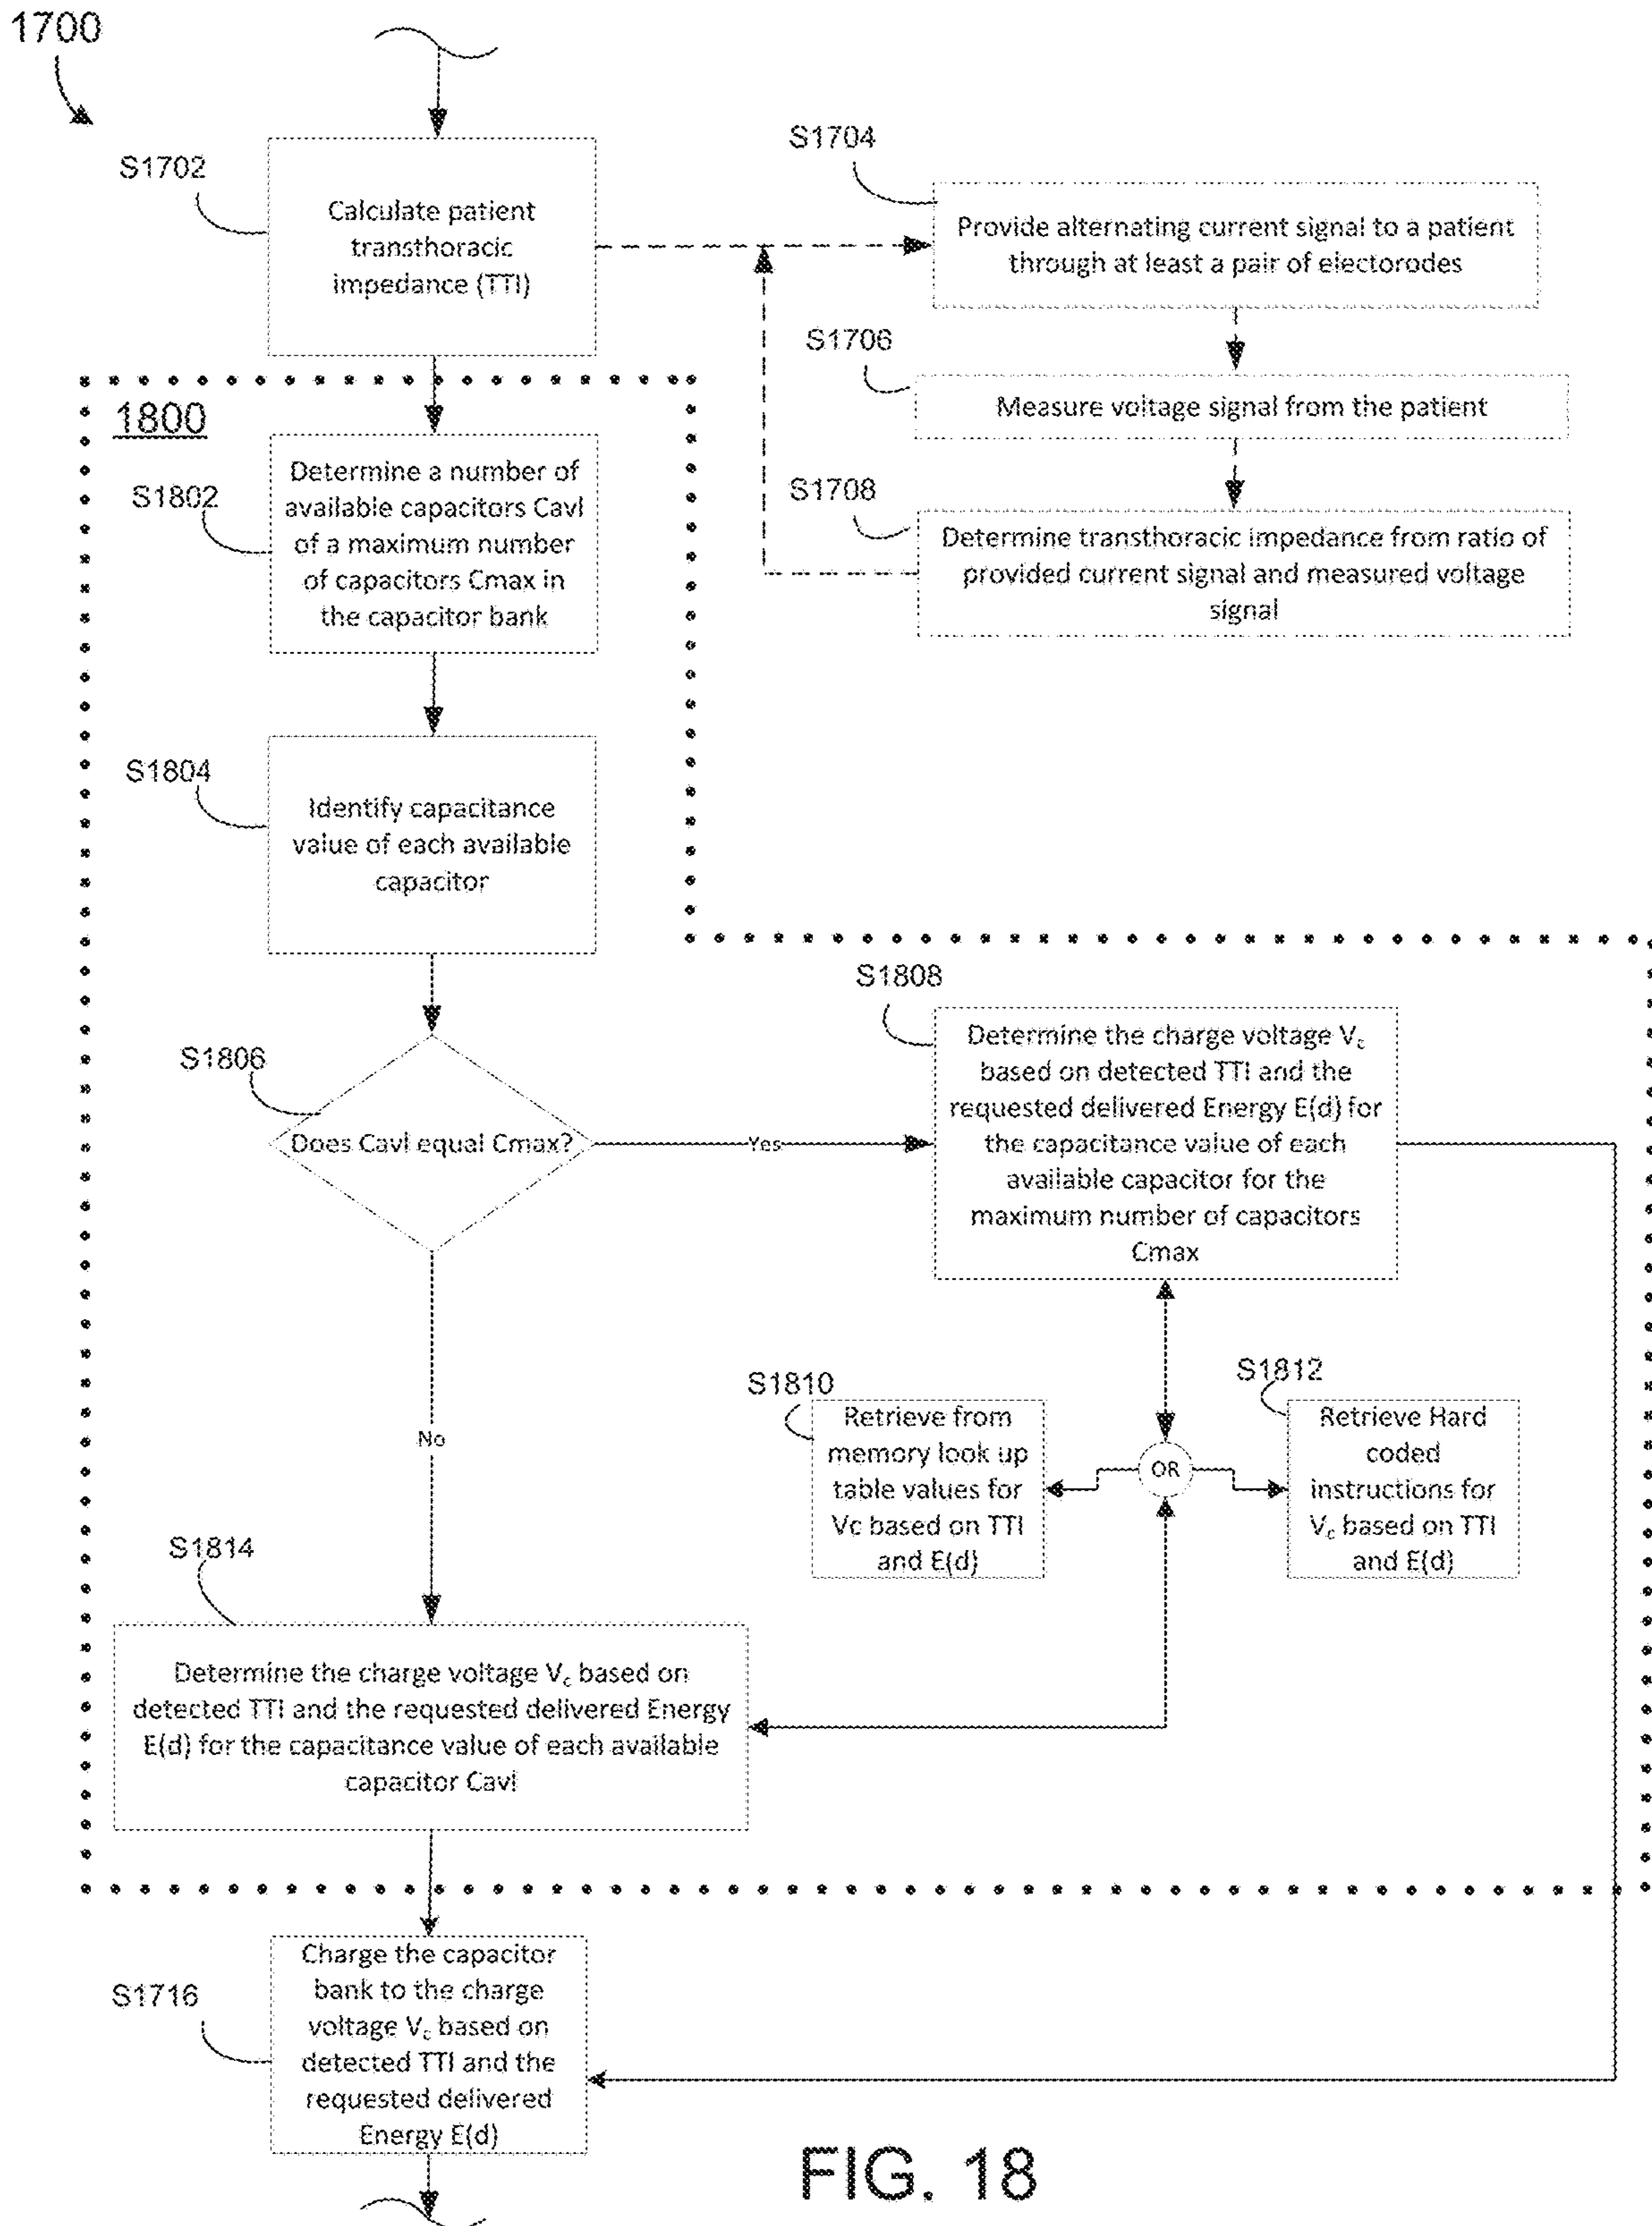 1700
S1702
Calculate patient
transthoracic
impedance (TTI)
S1704
Provide alternating current signal to a patient
through at least a pair of electorodes
S1706
Measure voltage signal from the patient
S1708
Determine transthoracic impedance from ratio of
provided current signal and measured voltage
signal
1800
S1802
Determine a number of
available capacitors Cavl
of a maximum number
of capacitors Cmax in
the capacitor bank
S1804
Identify capacitance
value of each available
capacitor
S1806
Does Cavl equal Cmax?
Yes
No
S1808
Determine the charge voltage Vc
based on detected TTI and the
requested delivered Energy E(d) for
the capacitance value of each
available capacitor for the
maximum number of capacitors
Cmax
OR
S1810
Retrieve from
memory look up
table values for
Vc based on TTI
and E(d)
S1812
Retrieve Hard
coded
instructions for
Vc based on TTI
and E(d)
S1814
Determine the charge voltage Vc based on
detected TTI and the requested delivered Energy
E(d) for the capacitance value of each available
capacitor Cavl
S1716
Charge the capacitor
bank to the charge
voltage Vc based on
detected TTI and the
requested delivered
Energy E(d)
FIG. 18